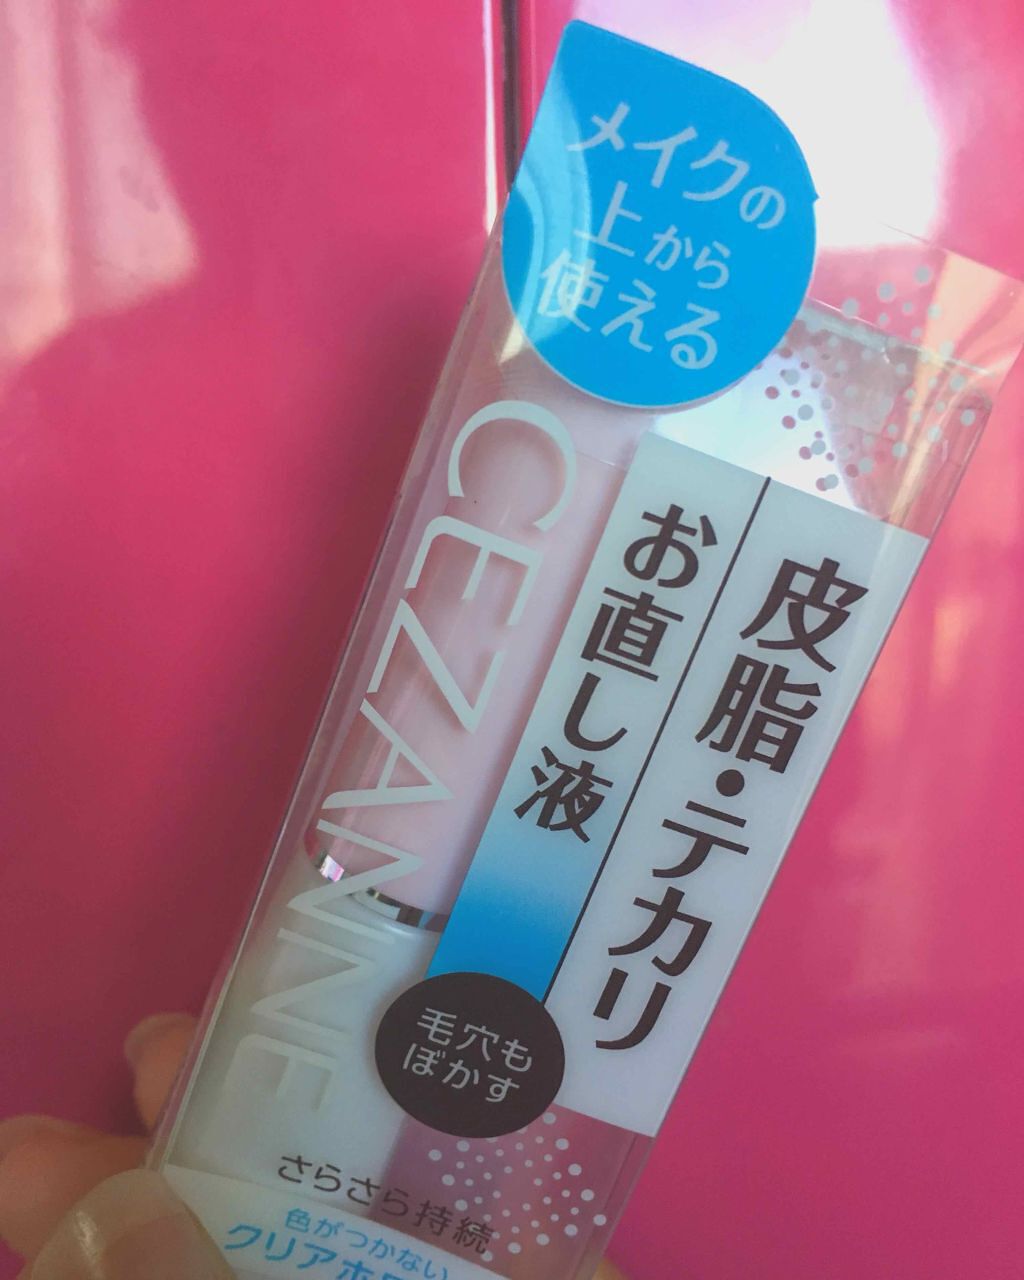 メイクの
上から
使える
CEZANNE
皮脂・テカリ
お直し液
毛穴も
ぼかす
さらさら持続
色がつかない